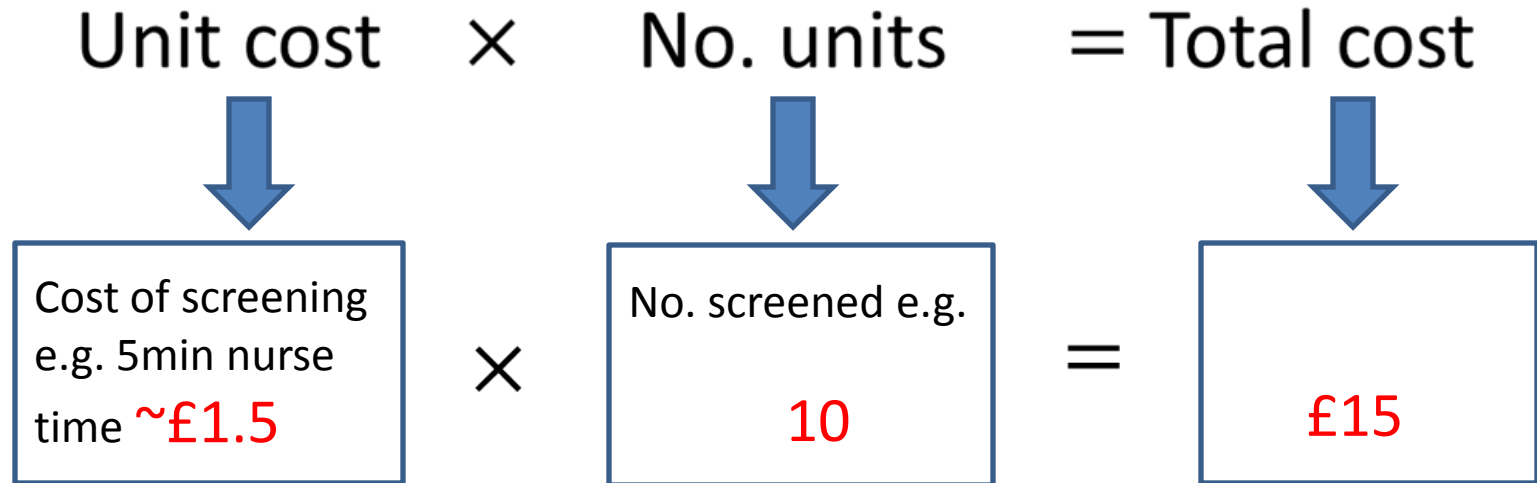 Unit cost × No. units = Total cost
Cost of screening
e.g. 5min nurse
time ~£1.5
×
No. screened e.g.
10
=
£15